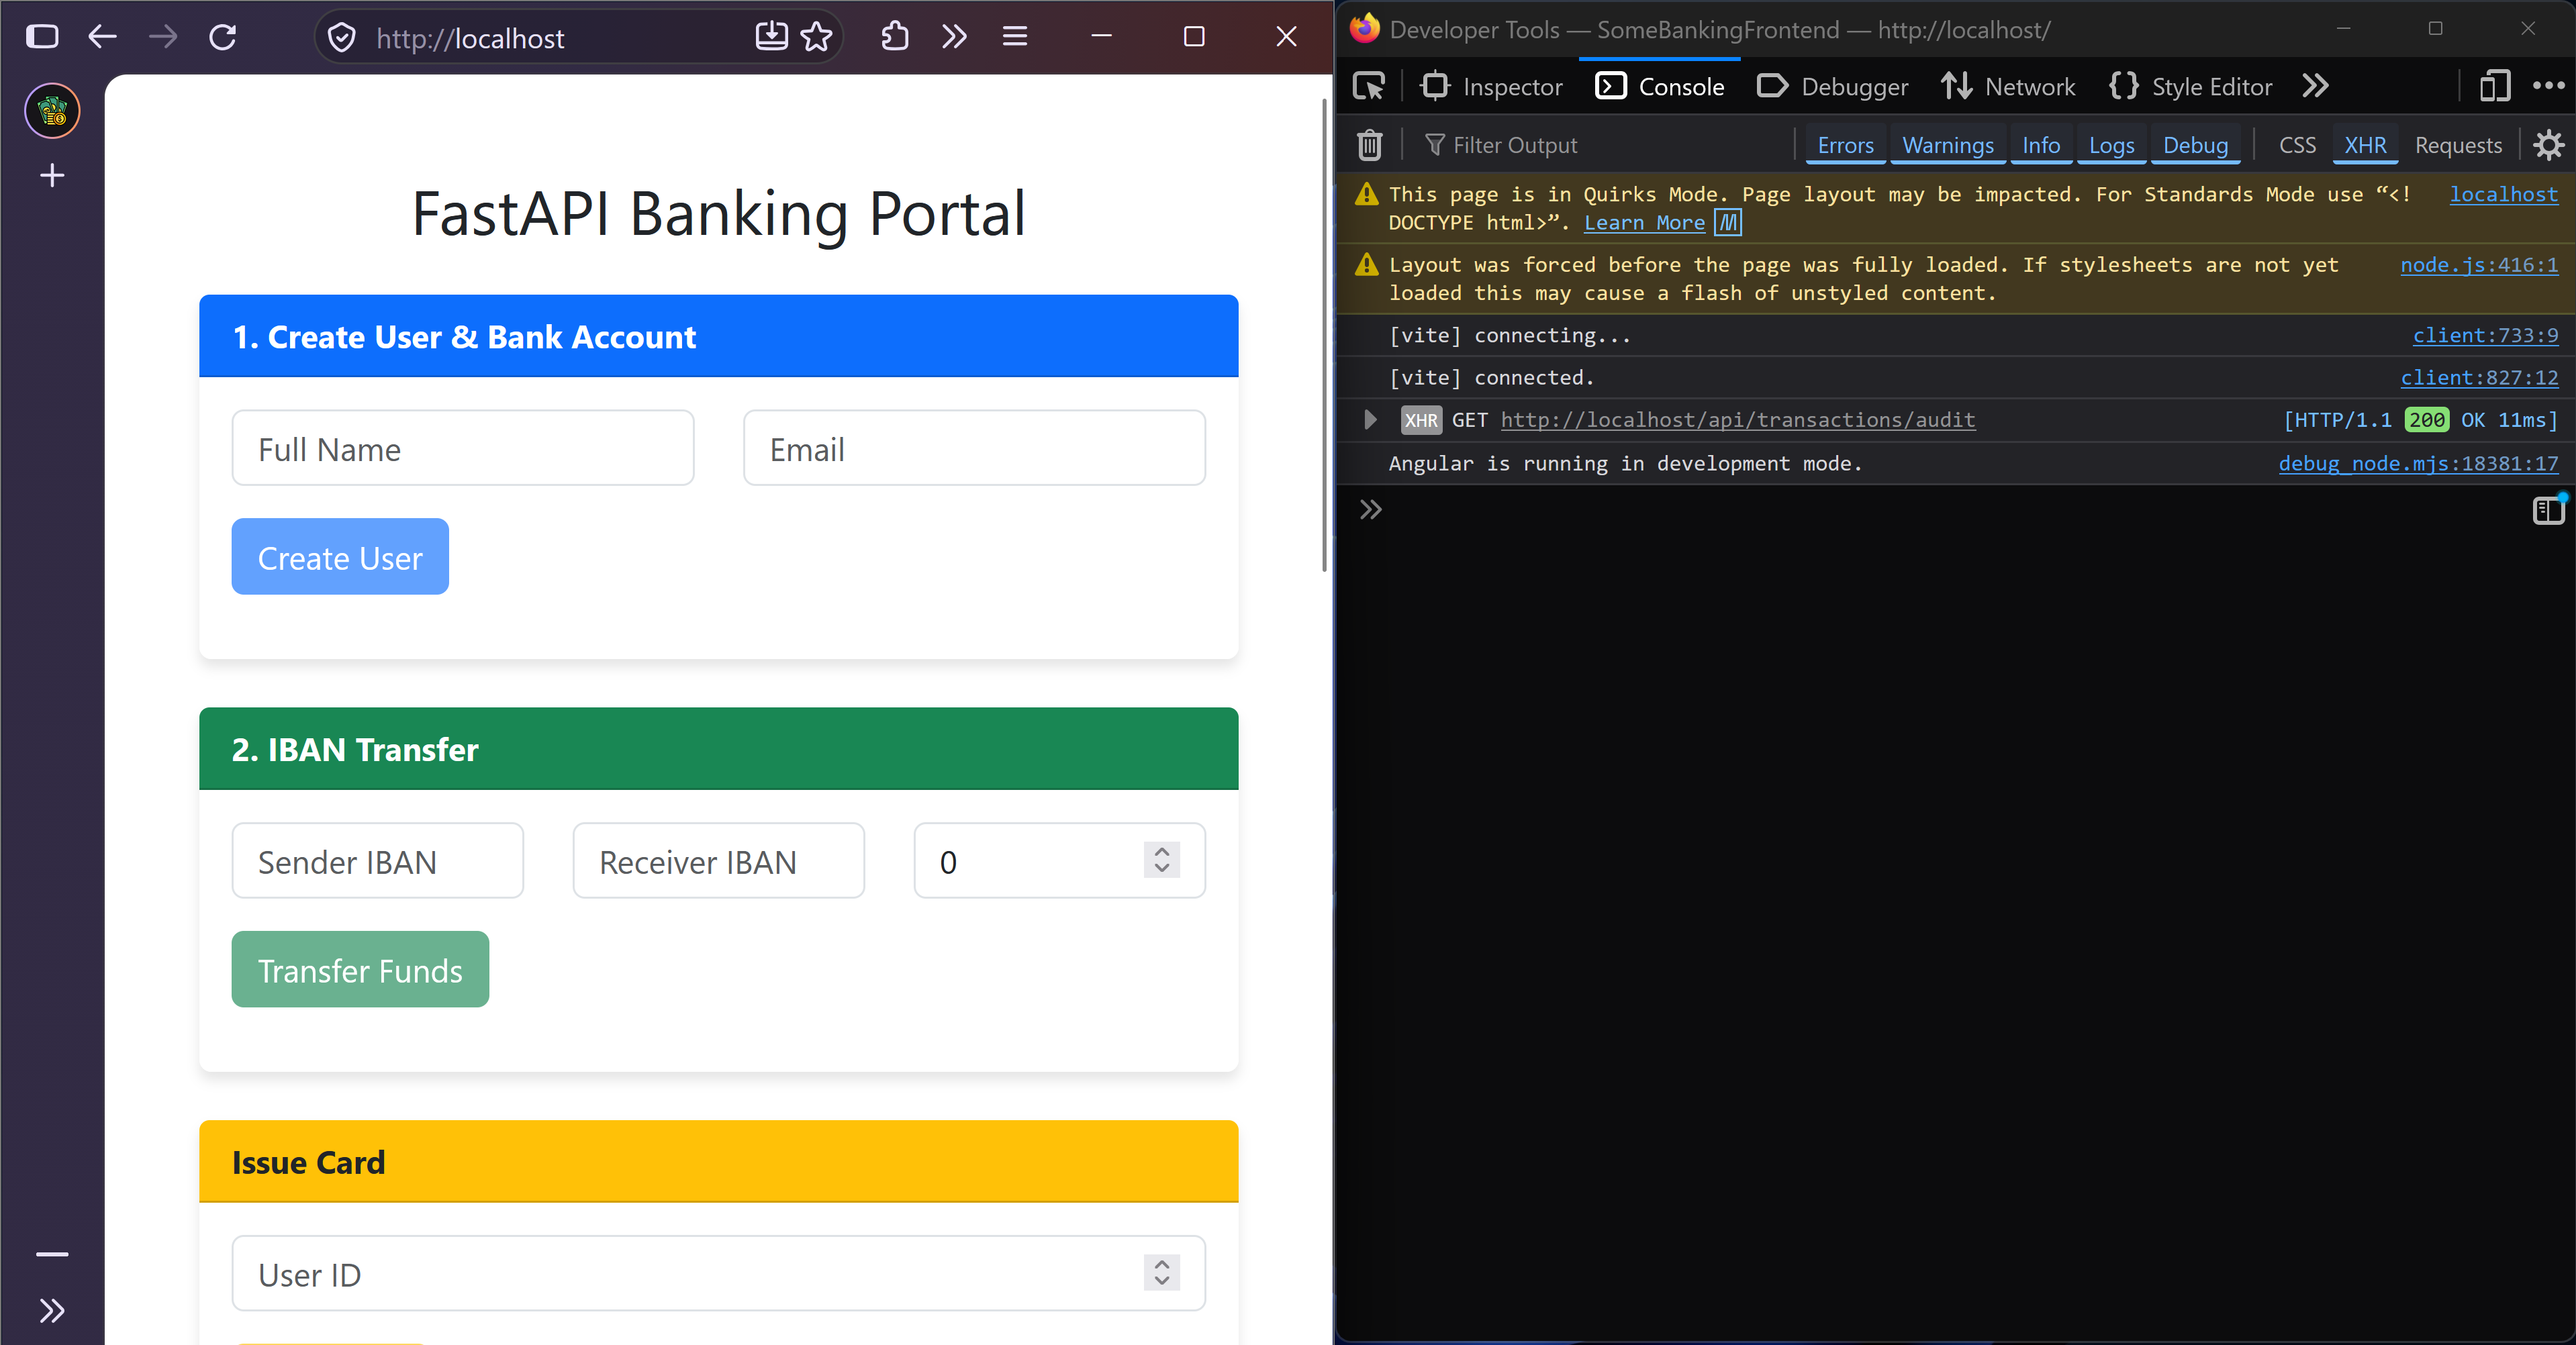 http://localhost
FastAPI Banking Portal
1. Create User & Bank Account
Full Name
Email
Create User
2. IBAN Transfer
Sender IBAN
Receiver IBAN
0
Transfer Funds
Issue Card
User ID
Developer Tools — SomeBankingFrontend — http://localhost/
Inspector
Console
Debugger
Network
Style Editor
Filter Output
Errors
Warnings
Info
Logs
Debug
CSS
XHR
Requests
This page is in Quirks Mode. Page layout may be impacted. For Standards Mode use “<! localhost
DOCTYPE html>”. Learn More
Layout was forced before the page was fully loaded. If stylesheets are not yet node.js:416:1
loaded this may cause a flash of unstyled content.
[vite] connecting... client:733:9
[vite] connected. client:827:12
XHR GET http://localhost/api/transactions/audit [HTTP/1.1 200 OK 11ms]
Angular is running in development mode. debug_node.mjs:18381:17